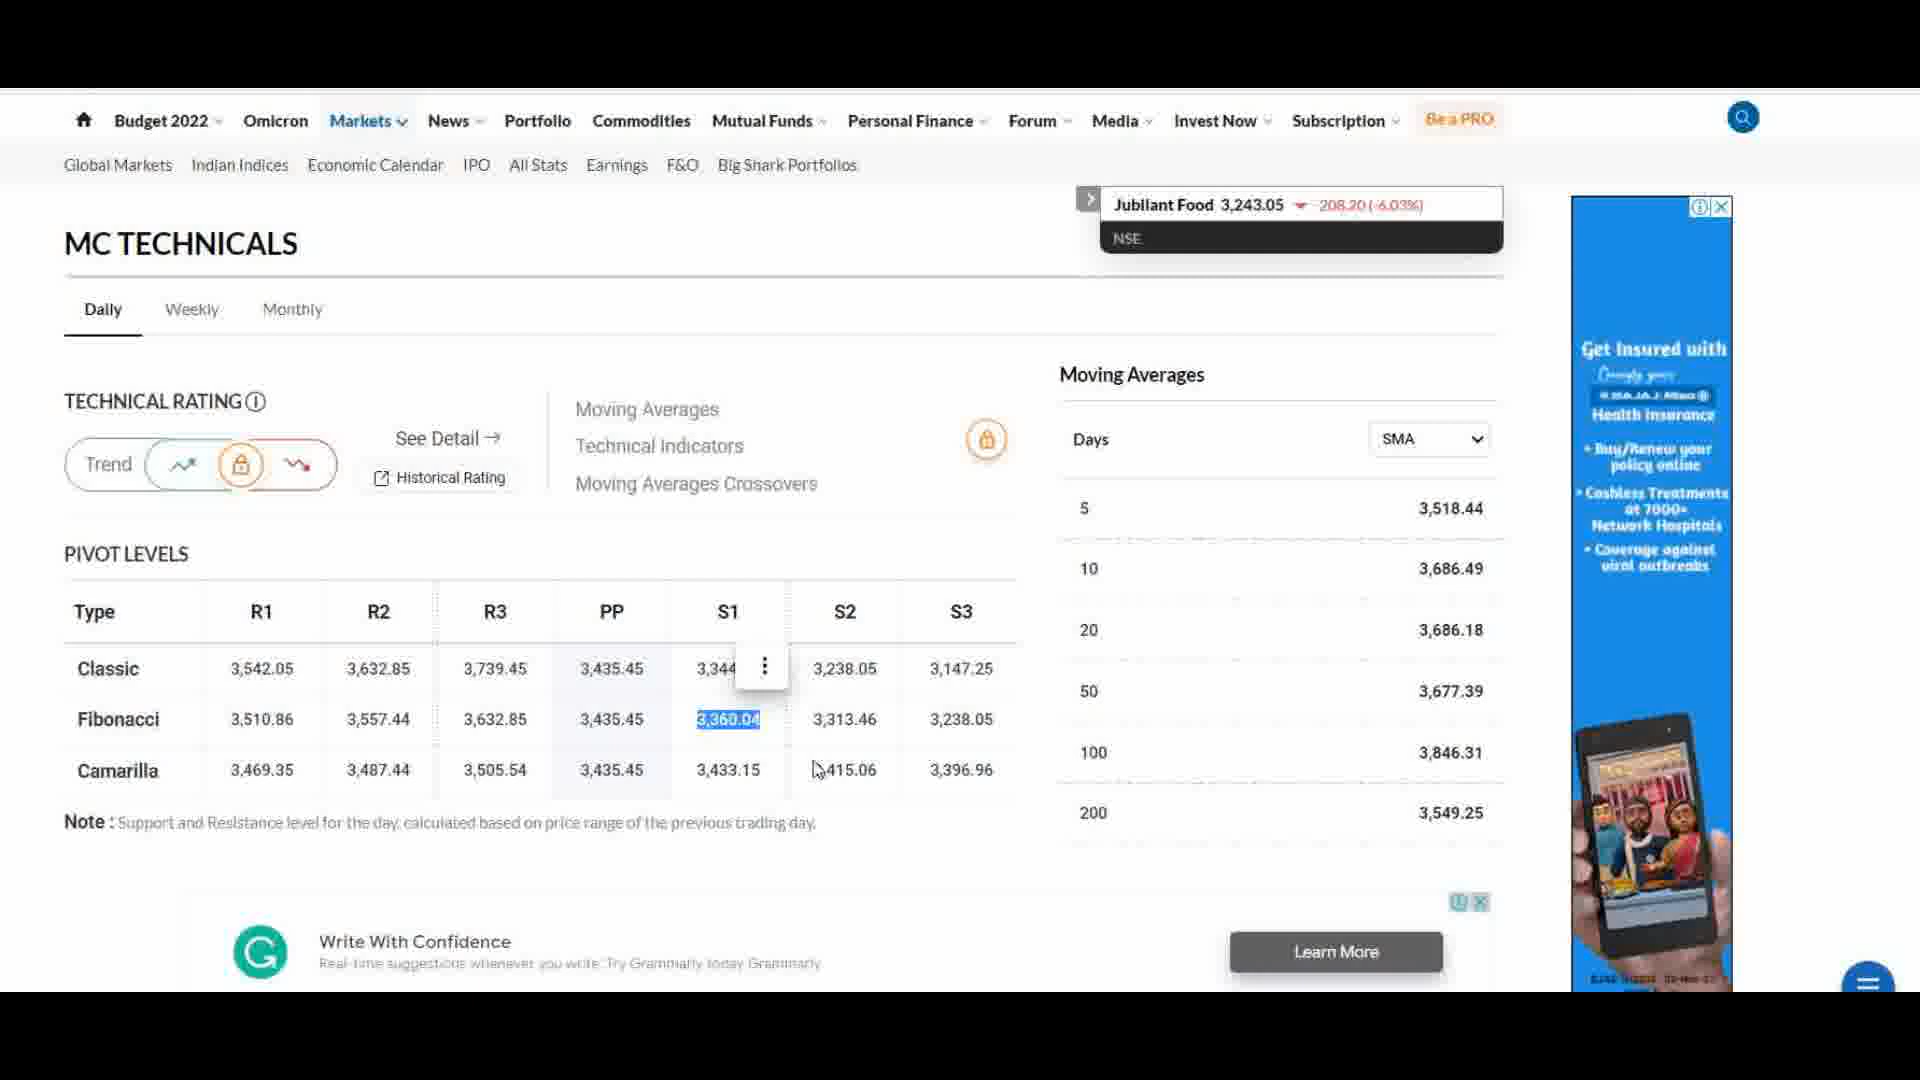 Budget 2022 Omicron Markets News Portfolio Commodities Mutual Funds Personal Finance Forum Media Invest Now Subscription Be a PRO
Global Markets Indian Indices Economic Calendar IPO All Stats Earnings F&O Big Shark Portfolios
Jubilant Food 3,243.05 -208.20 (-6.03%)
NSE
MC TECHNICALS
Daily Weekly Monthly
TECHNICAL RATING
Trend
See Detail
Historical Rating
Moving Averages
Technical Indicators
Moving Averages Crossovers
PIVOT LEVELS
Type R1 R2 R3 PP S1 S2 S3
Classic 3,542.05 3,632.85 3,739.45 3,435.45 3,344 3,238.05 3,147.25
Fibonacci 3,510.86 3,557.44 3,632.85 3,435.45 3,360.04 3,313.46 3,238.05
Camarilla 3,469.35 3,487.44 3,505.54 3,435.45 3,433.15 3,415.06 3,396.96
Note : Support and Resistance level for the day, calculated based on price range of the previous trading day.
Moving Averages
Days SMA
5 3,518.44
10 3,686.49
20 3,686.18
50 3,677.39
100 3,846.31
200 3,549.25
Get Insured with
Health Insurance
• Buy/Renew your
policy online
• Cashless Treatments
at 7000+
Network Hospitals
• Coverage against
viral outbreaks
Write With Confidence
Real-time suggestions whenever you write. Try Grammarly today Grammarly
Learn More